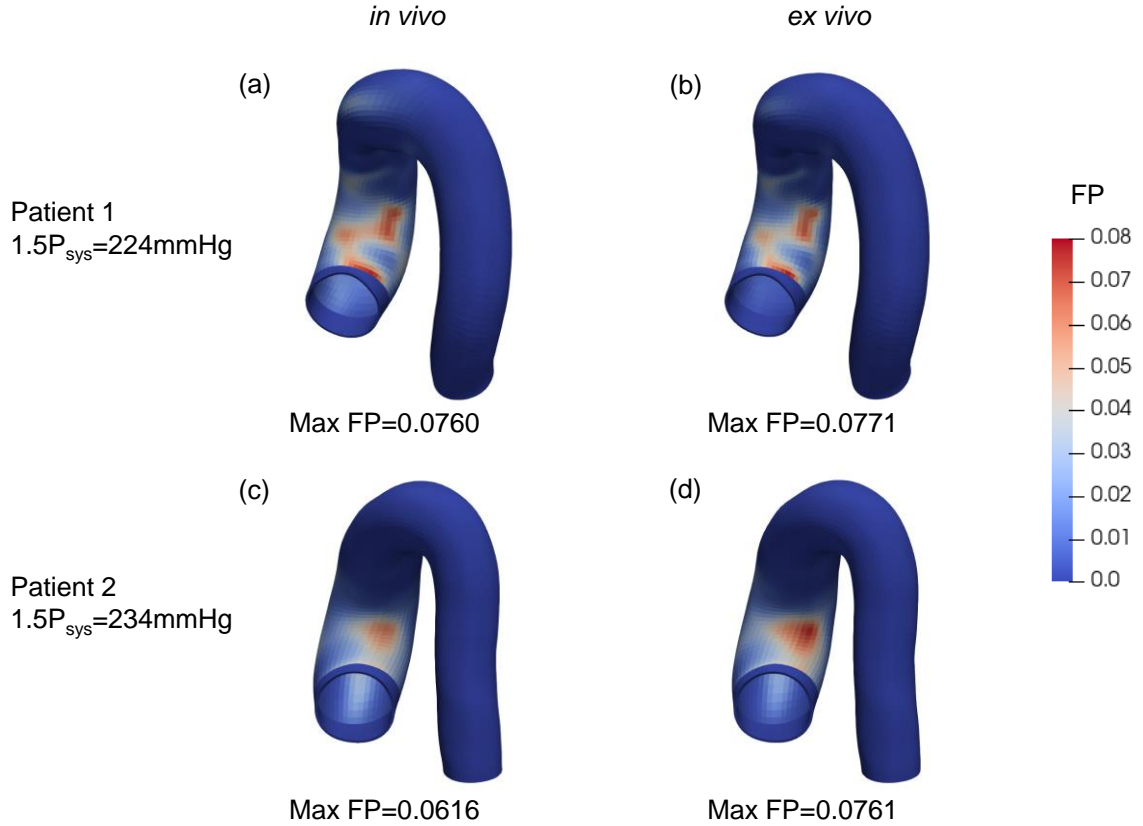 in vivo
ex vivo
(a)
(b)
Patient 1
1.5Psys=224mmHg
Max FP=0.0760
Max FP=0.0771
(c)
(d)
Patient 2
1.5Psys=234mmHg
Max FP=0.0616
Max FP=0.0761
FP
0.08
0.07
0.06
0.05
0.04
0.03
0.02
0.01
0.0